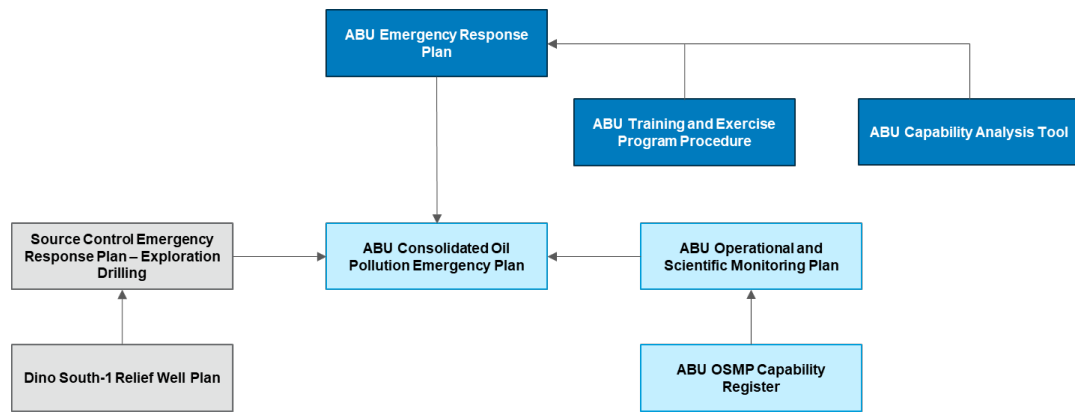 ABU Emergency Response
Plan
ABU Training and Exercise
Program Procedure
ABU Capability Analysis Tool
Source Control Emergency
Response Plan – Exploration
Drilling
ABU Consolidated Oil
Pollution Emergency Plan
ABU Operational and
Scientific Monitoring Plan
Dino South-1 Relief Well Plan
ABU OSMP Capability
Register